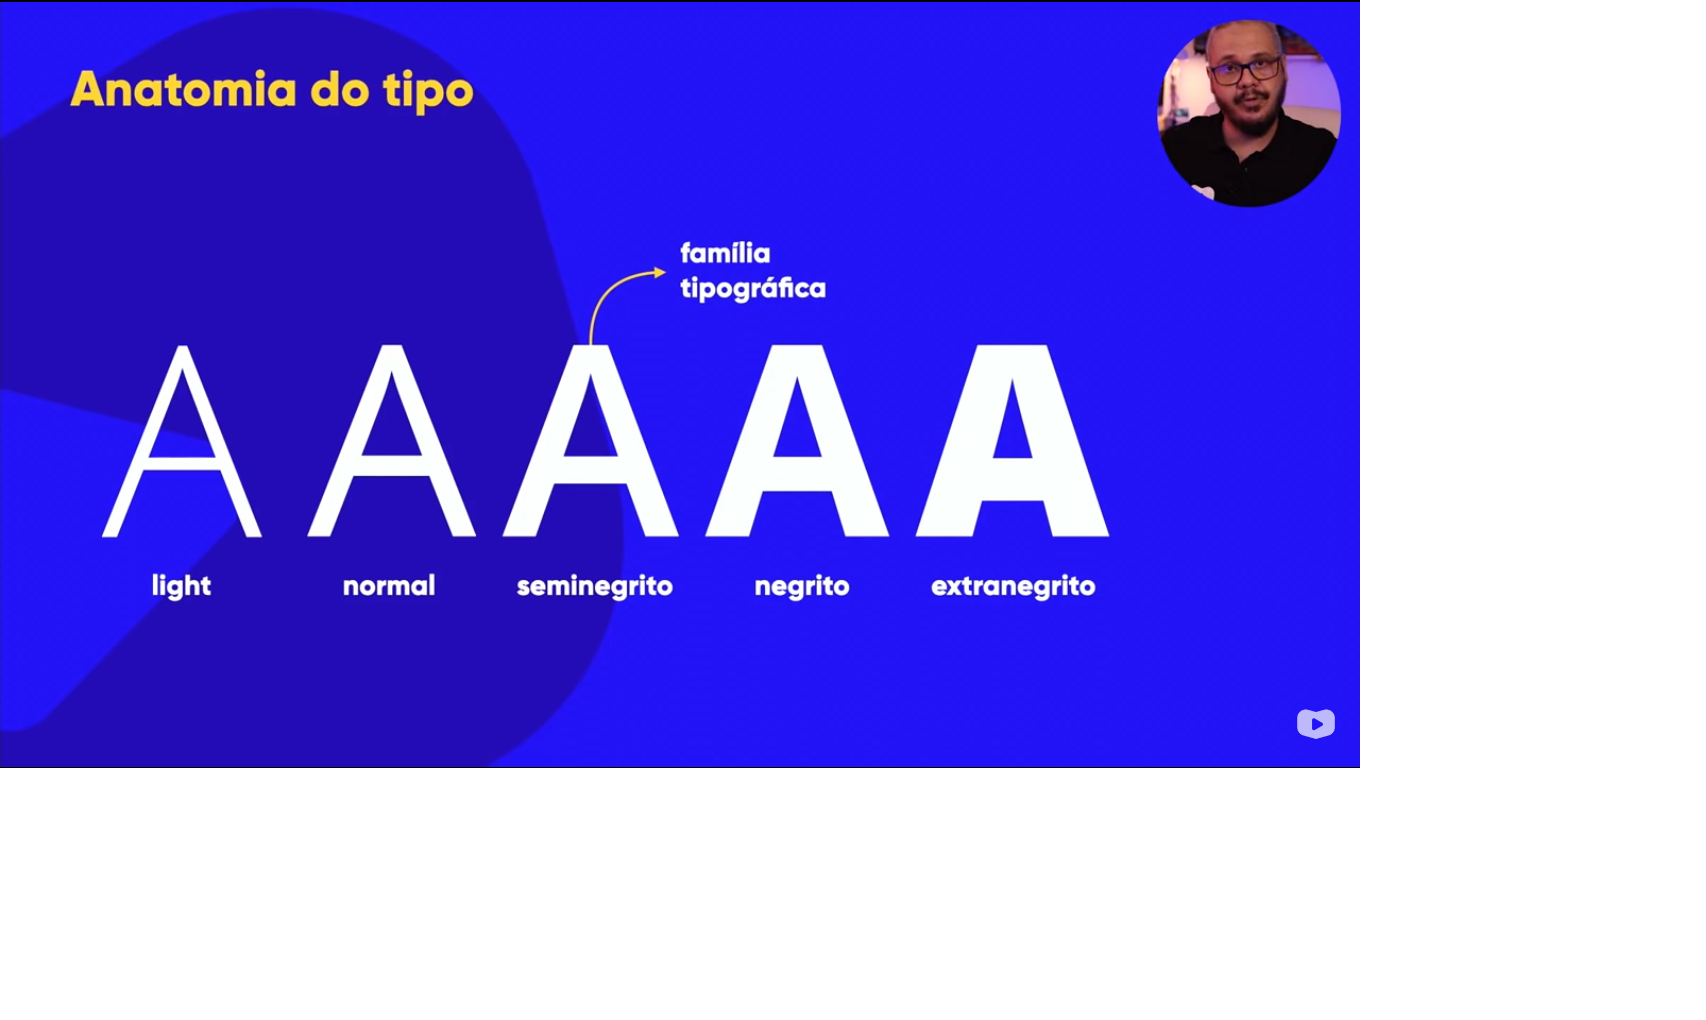 Anatomia do tipo
família
tipográfica
A A A A A
light normal seminegrito negrito extranegrito